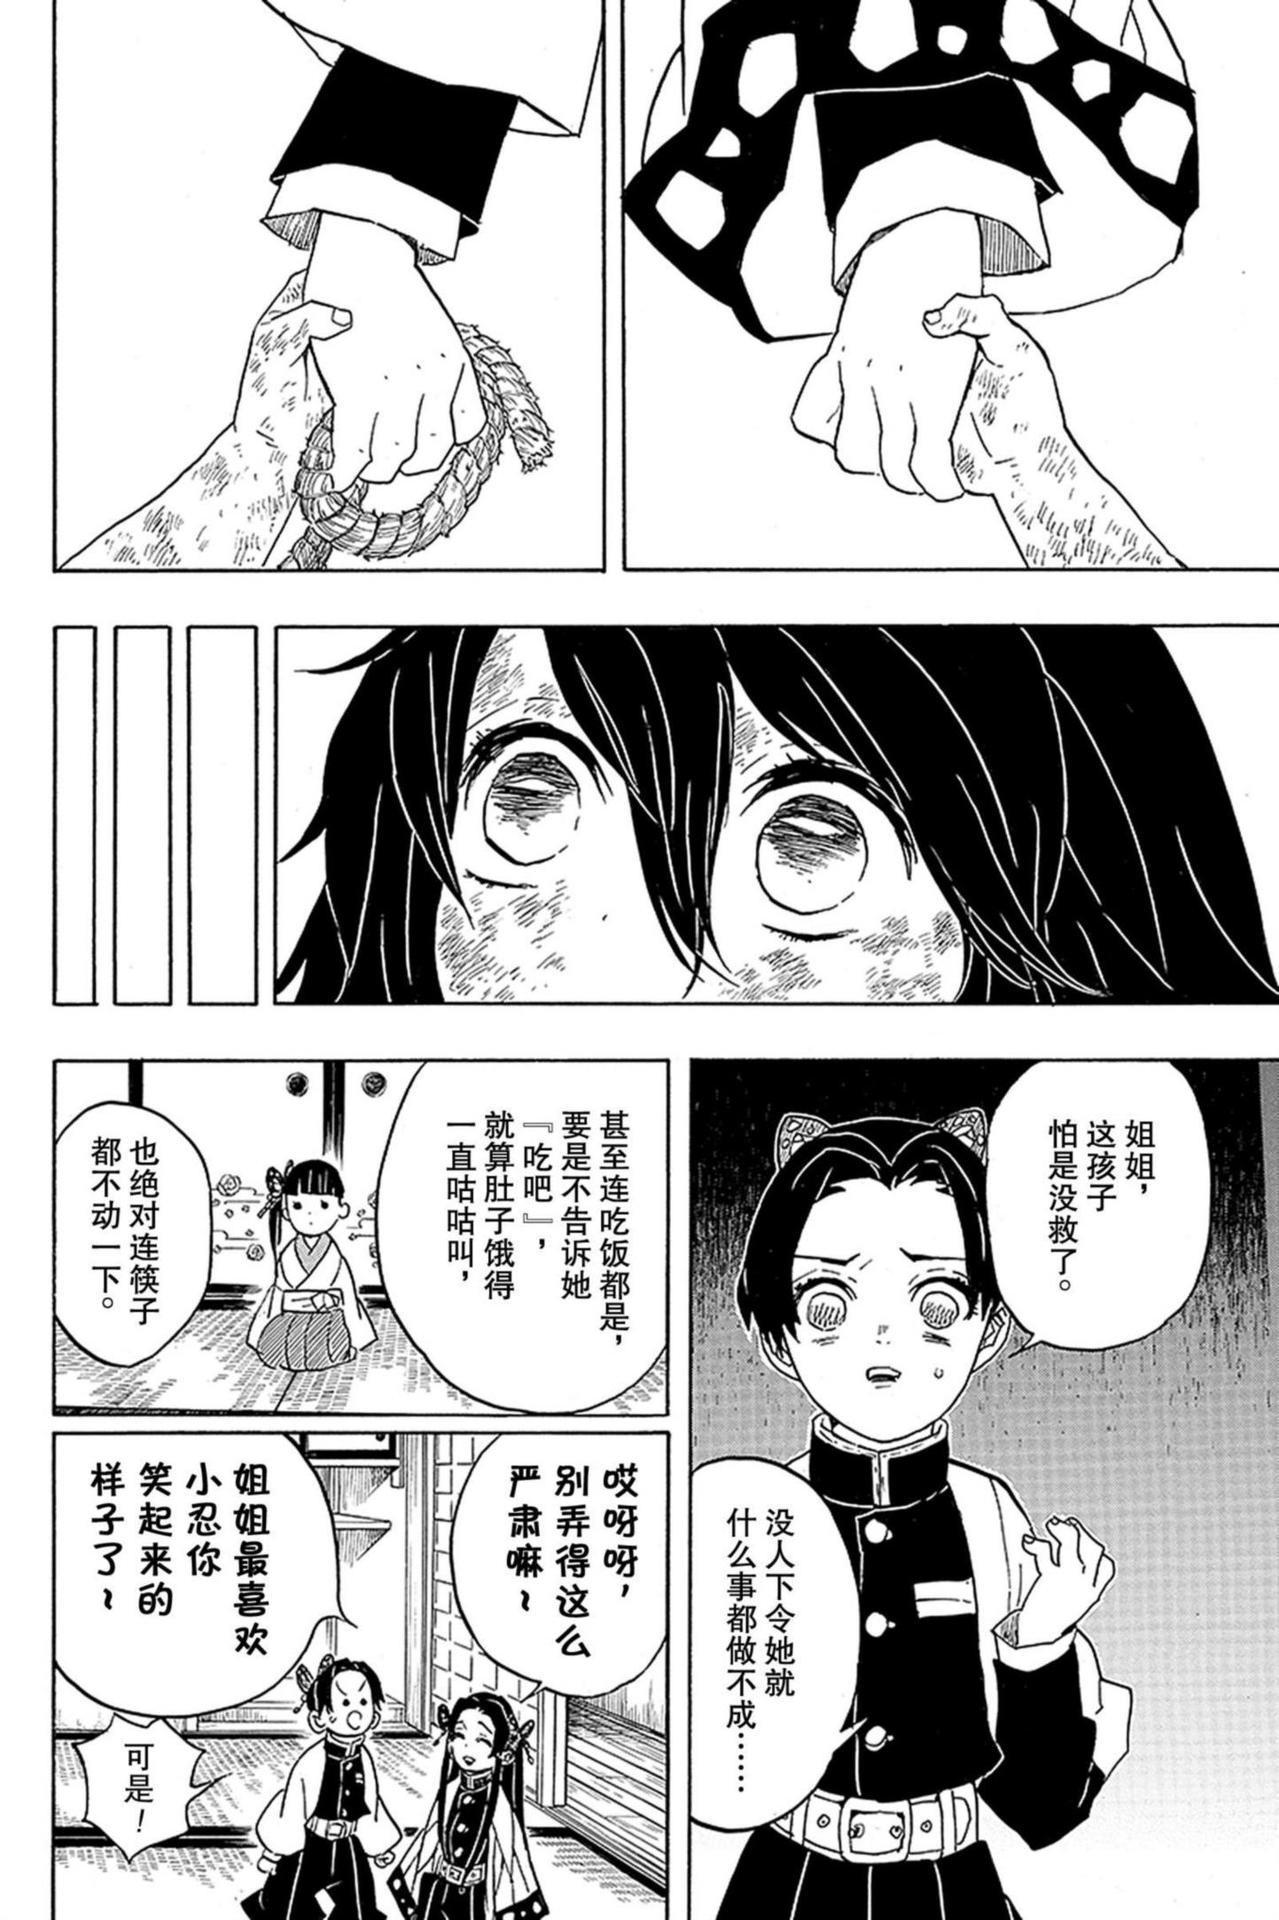 姐姐，
这孩子
怕是没救了。
没人下令她就
什么事都做不成……
甚至连吃饭都是，
要是不告诉她
『吃吧』，
就算肚子饿得
一直咕咕叫，
也绝对连筷子
都不动一下。
哎呀呀，
别弄得这么
严肃嘛~
姐姐最喜欢
小忍你
笑起来的
样子了~
可是！